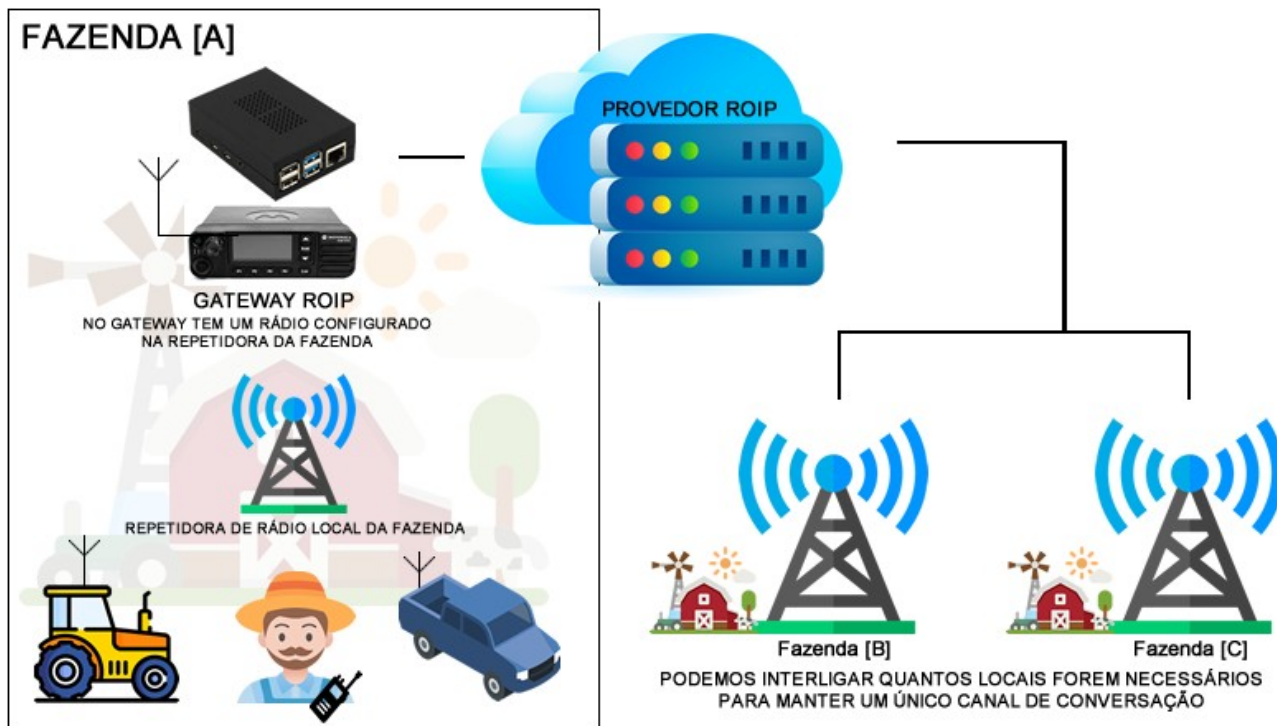 FAZENDA [A]
PROVEDOR ROIP
GATEWAY ROIP
NO GATEWAY TEM UM RÁDIO CONFIGURADO
NA REPETIDORA DA FAZENDA
REPETIDORA DE RÁDIO LOCAL DA FAZENDA
Fazenda [B]
Fazenda [C]
PODEMOS INTERLIGAR QUANTOS LOCAIS FOREM NECESSÁRIOS
PARA MANTER UM ÚNICO CANAL DE CONVERSAÇÃO